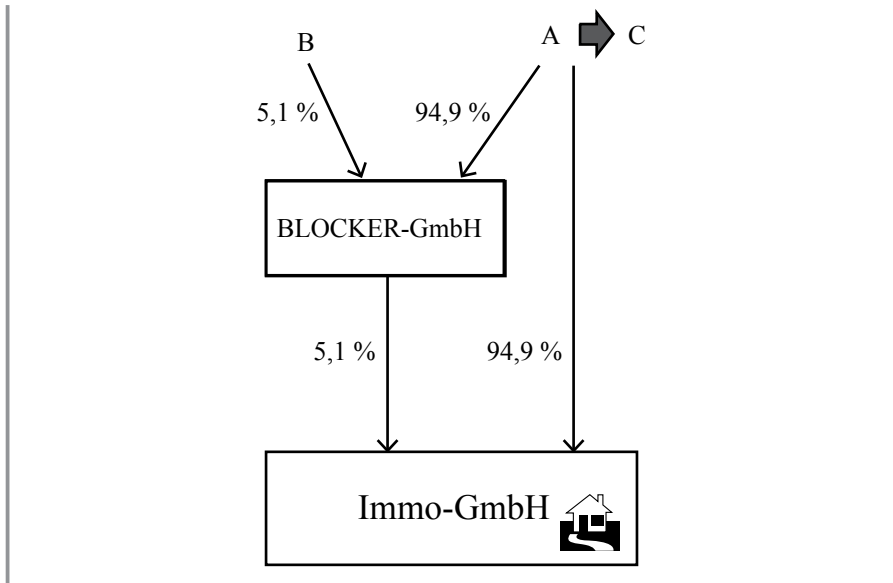 B
A C
5,1 % 94,9 %
BLOCKER-GmbH
5,1 % 94,9 %
Immo-GmbH